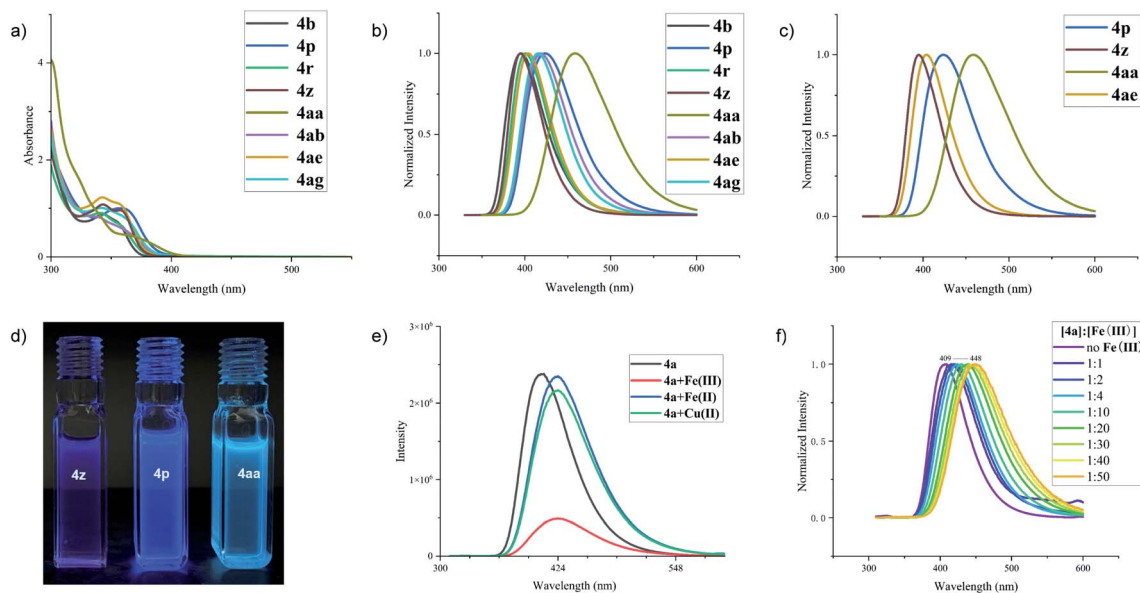 a)
4b
4p
4r
4z
4aa
4ab
4ae
4ag
4
2
0
Absorbance
300
400
500
Wavelength (nm)
b)
4b
4p
4r
4z
4aa
4ab
4ae
4ag
1.0
0.5
0.0
Normalized Intensity
300
400
500
600
Wavelength (nm)
c)
4p
4z
4aa
4ae
1.0
0.5
0.0
Normalized Intensity
300
400
500
600
Wavelength (nm)
d)
4z
4p
4aa
e)
4a
4a+Fe(III)
4a+Fe(II)
4a+Cu(II)
3×10⁶
2×10⁶
1×10⁶
0
Intensity
300
424
548
Wavelength (nm)
f)
[4a]:[Fe(III)]
no Fe(III)
1:1
1:2
1:4
1:10
1:20
1:30
1:40
1:50
409
448
1.0
0.5
0.0
Normalized Intensity
300
400
500
600
Wavelength (nm)